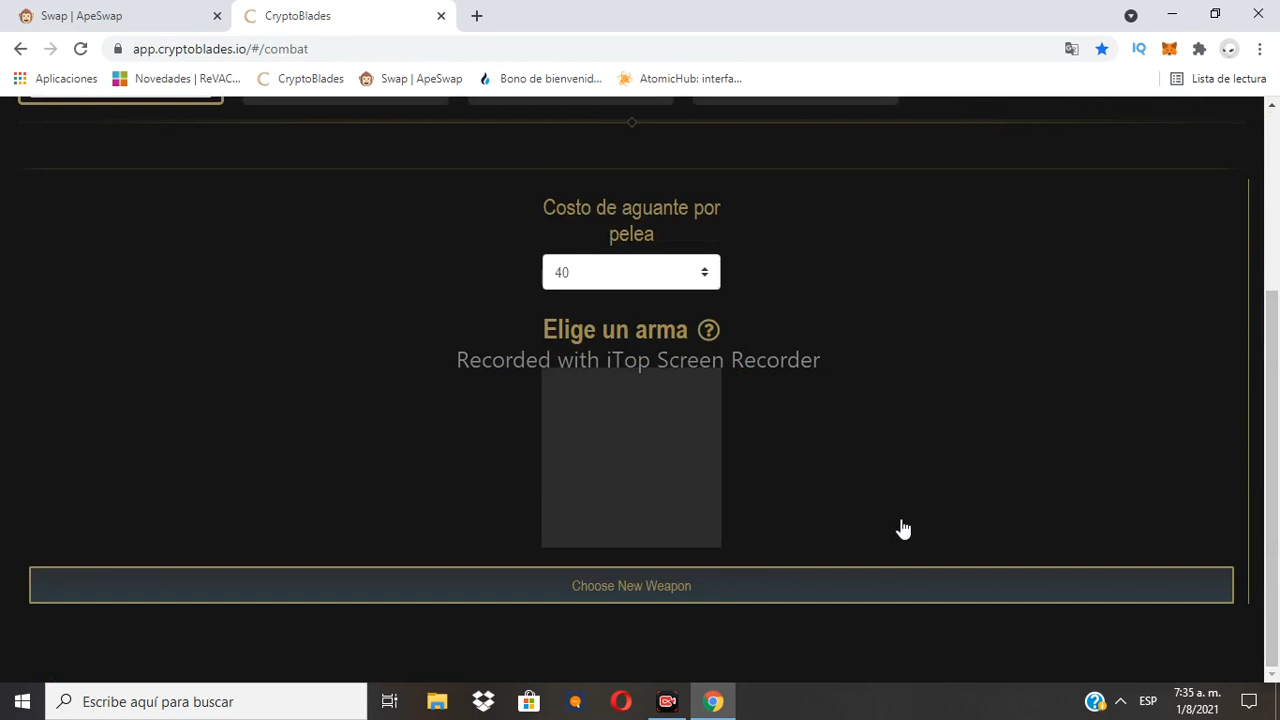 Swap | ApeSwap
CryptoBlades
app.cryptoblades.io/#/combat
IQ
Aplicaciones
Novedades | ReVAC...
CryptoBlades
Swap | ApeSwap
Bono de bienvenid...
AtomicHub: interfa...
Lista de lectura
Costo de aguante por
pelea
40
Elige un arma ?
Recorded with iTop Screen Recorder
Choose New Weapon
Escribe aquí para buscar
ESP
7:35 a. m.
1/8/2021